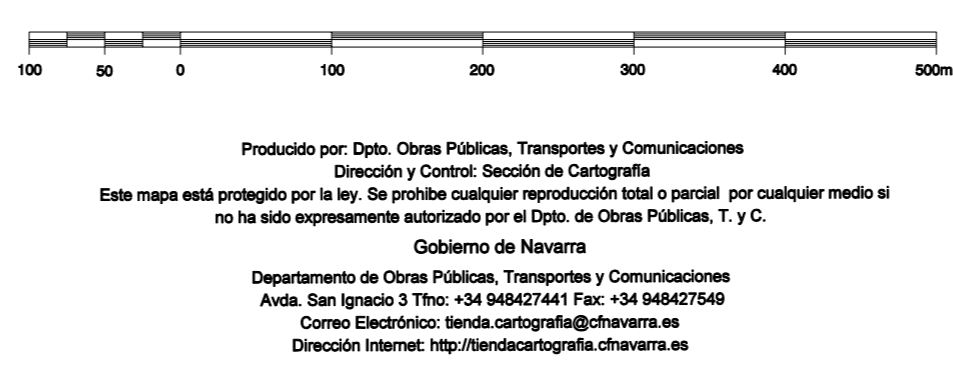 100 50 0 100 200 300 400 500m
Producido por: Dpto. Obras Públicas, Transportes y Comunicaciones
Dirección y Control: Sección de Cartografía
Este mapa está protegido por la ley. Se prohibe cualquier reproducción total o parcial por cualquier medio si
no ha sido expresamente autorizado por el Dpto. de Obras Públicas, T. y C.
Gobierno de Navarra
Departamento de Obras Públicas, Transportes y Comunicaciones
Avda. San Ignacio 3 Tfno: +34 948427441 Fax: +34 948427549
Correo Electrónico: tienda.cartografia@cfnavarra.es
Dirección Internet: http://tiendacartografia.cfnavarra.es